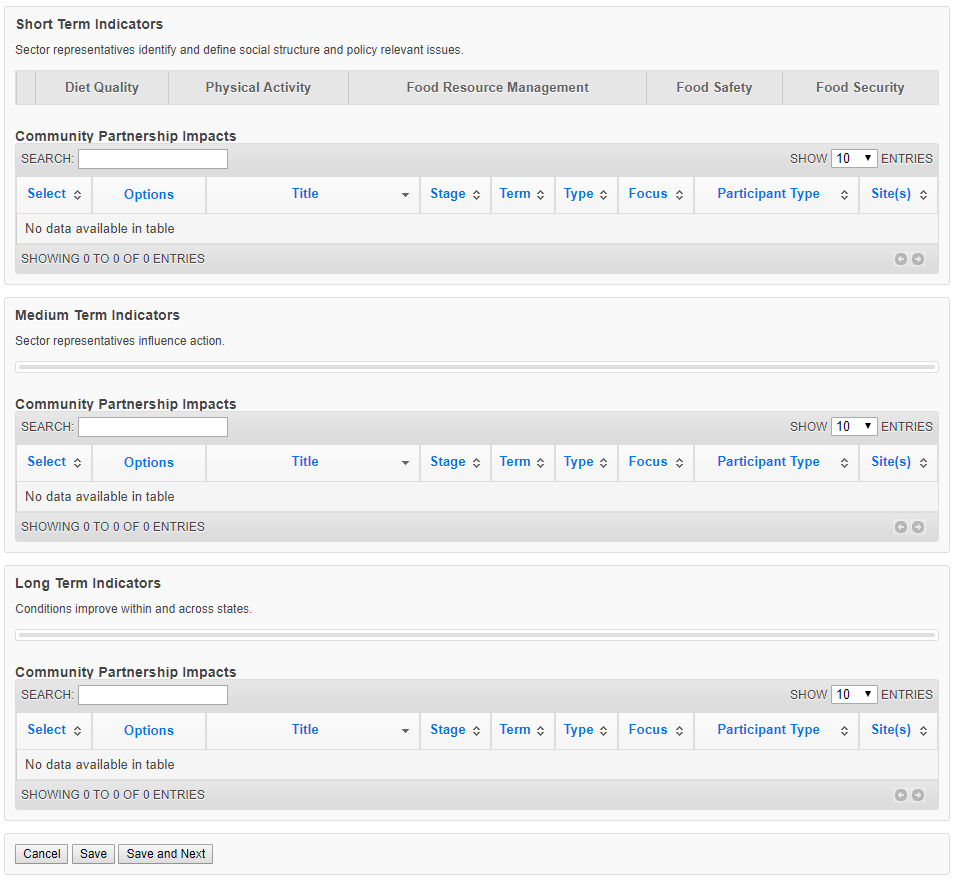 Short Term Indicators
Sector representatives identify and define social structure and policy relevant issues.
Diet Quality Physical Activity Food Resource Management Food Safety Food Security
Community Partnership Impacts
SEARCH: SHOW 10 ENTRIES
Select Options Title Stage Term Type Focus Participant Type Site(s)
No data available in table
SHOWING 0 TO 0 OF 0 ENTRIES
Medium Term Indicators
Sector representatives influence action.
Community Partnership Impacts
SEARCH: SHOW 10 ENTRIES
Select Options Title Stage Term Type Focus Participant Type Site(s)
No data available in table
SHOWING 0 TO 0 OF 0 ENTRIES
Long Term Indicators
Conditions improve within and across states.
Community Partnership Impacts
SEARCH: SHOW 10 ENTRIES
Select Options Title Stage Term Type Focus Participant Type Site(s)
No data available in table
SHOWING 0 TO 0 OF 0 ENTRIES
Cancel Save Save and Next